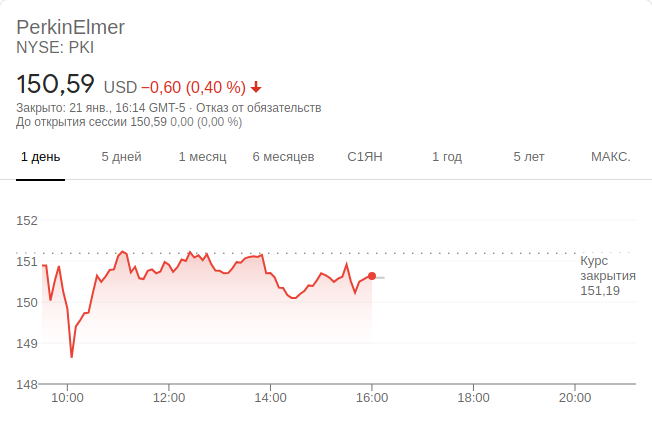 PerkinElmer
NYSE: PKI
150,59 USD −0,60 (0,40 %)
Закрыто: 21 янв., 16:14 GMT-5 · Отказ от обязательств
До открытия сессии 150,59 0,00 (0,00 %)
1 день 5 дней 1 месяц 6 месяцев С1ЯН 1 год 5 лет МАКС.
152
151
150
149
148
Курс
закрытия
151,19
10:00 12:00 14:00 16:00 18:00 20:00